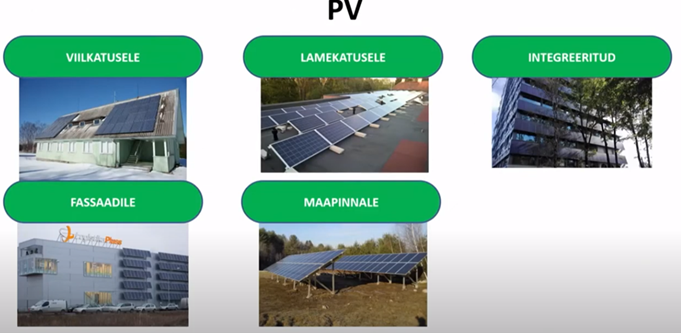 PV
VIILKATUSELE
LAMEKATUSELE
INTEGREERITUD
FASSAADILE
MAAPINNALE